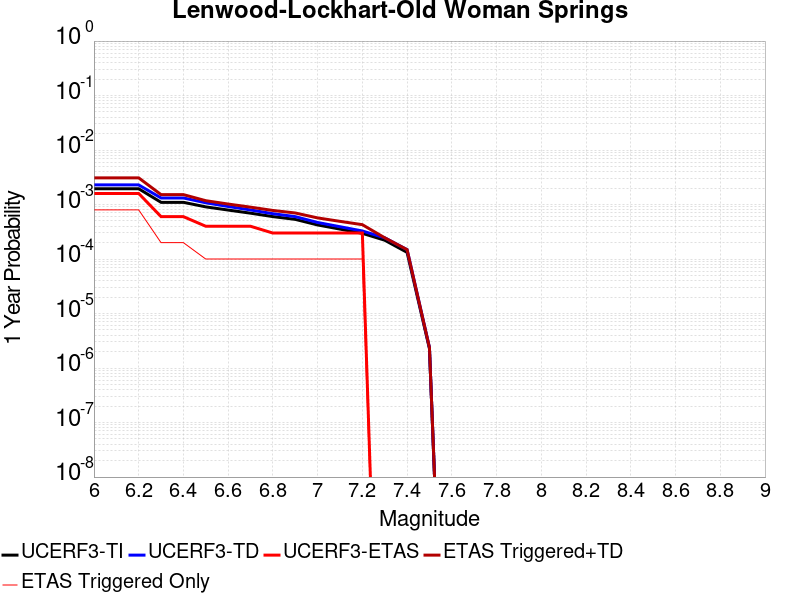 Lenwood-Lockhart-Old Woman Springs
10^0
10^-1
10^-2
10^-3
10^-4
10^-5
10^-6
10^-7
10^-8
1 Year Probability
6 6.2 6.4 6.6 6.8 7 7.2 7.4 7.6 7.8 8 8.2 8.4 8.6 8.8 9
Magnitude
UCERF3-TI UCERF3-TD UCERF3-ETAS ETAS Triggered+TD
ETAS Triggered Only